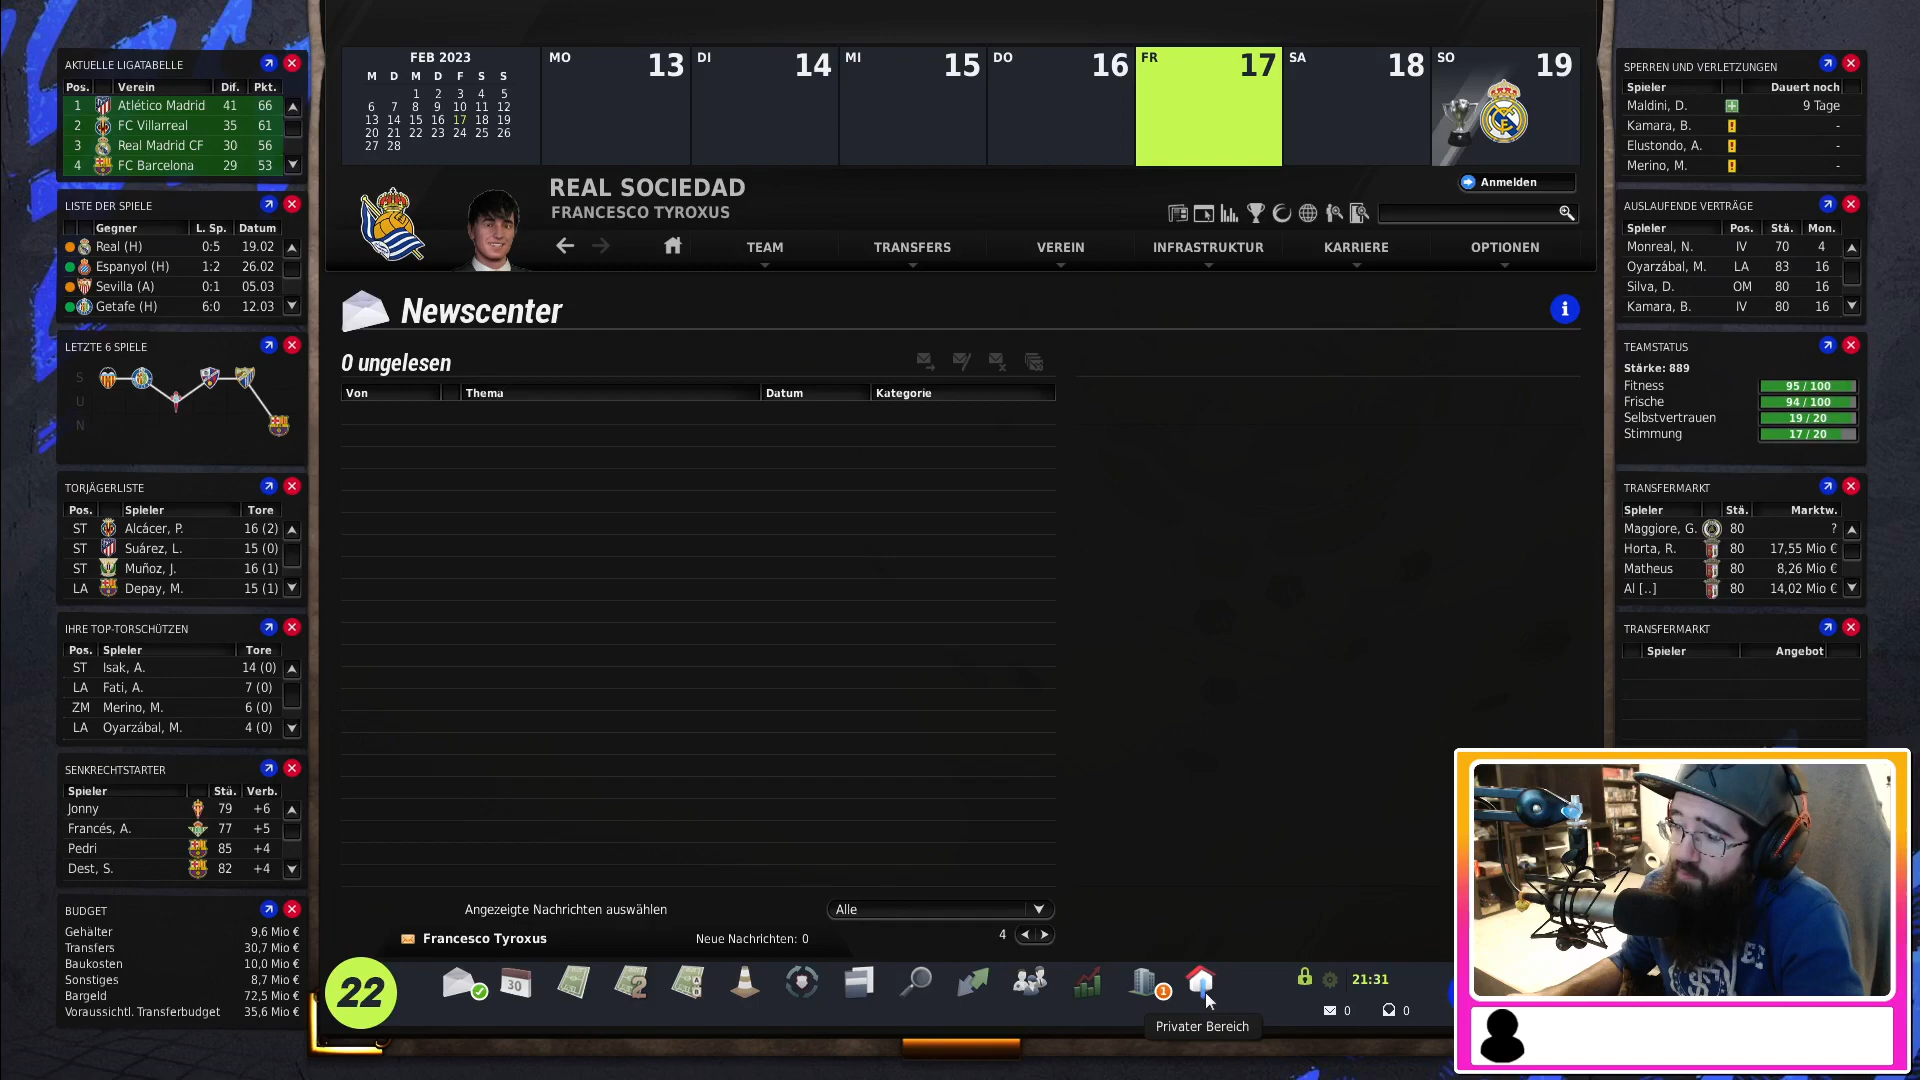 AKTUELLE LIGATABELLE
Pos. Verein Dif. Pkt.
1 Atlético Madrid 41 66
2 FC Villarreal 35 61
3 Real Madrid CF 30 56
4 FC Barcelona 29 53
LISTE DER SPIELE
Gegner L. Sp. Datum
Real (H) 0:5 19.02
Espanyol (H) 1:2 26.02
Sevilla (A) 0:1 05.03
Getafe (H) 6:0 12.03
LETZTE 6 SPIELE
S
U
N
TORJÄGERLISTE
Pos. Spieler Tore
ST Alcácer, P. 16 (2)
ST Suárez, L. 15 (0)
ST Muñoz, J. 16 (1)
LA Depay, M. 15 (1)
IHRE TOP-TORSCHÜTZEN
Pos. Spieler Tore
ST Isak, A. 14 (0)
LA Fati, A. 7 (0)
ZM Merino, M. 6 (0)
LA Oyarzábal, M. 4 (0)
SENKRECHTSTARTER
Spieler Stä. Verb.
Jonny 79 +6
Francés, A. 77 +5
Pedri 85 +4
Dest, S. 82 +4
BUDGET
Gehälter 9,6 Mio €
Transfers 30,7 Mio €
Baukosten 10,0 Mio €
Sonstiges 8,7 Mio €
Bargeld 72,5 Mio €
Voraussichtl. Transferbudget 35,6 Mio €
FEB 2023
M D M D F S S
1 2 3 4 5
6 7 8 9 10 11 12
13 14 15 16 17 18 19
20 21 22 23 24 25 26
27 28
MO 13
DI 14
MI 15
DO 16
FR 17
SA 18
SO 19
REAL SOCIEDAD
FRANCESCO TYROXUS
Anmelden
TEAM TRANSFERS VEREIN INFRASTRUKTUR KARRIERE OPTIONEN
Newscenter
0 ungelesen
Von Thema Datum Kategorie
Angezeigte Nachrichten auswählen Alle
Francesco Tyroxus Neue Nachrichten: 0 4
22
30
2
1
21:31
0 0
Privater Bereich
SPERREN UND VERLETZUNGEN
Spieler Dauert noch
Maldini, D. 9 Tage
Kamara, B. -
Elustondo, A. -
Merino, M. -
AUSLAUFENDE VERTRÄGE
Spieler Pos. Stä. Mon.
Monreal, N. IV 70 4
Oyarzábal, M. LA 83 16
Silva, D. OM 80 16
Kamara, B. IV 80 16
TEAMSTATUS
Stärke: 889
Fitness 95 / 100
Frische 94 / 100
Selbstvertrauen 19 / 20
Stimmung 17 / 20
TRANSFERMARKT
Spieler Stä. Marktw.
Maggiore, G. 80 ?
Horta, R. 80 17,55 Mio €
Matheus 80 8,26 Mio €
Al [..] 80 14,02 Mio €
TRANSFERMARKT
Spieler Angebot